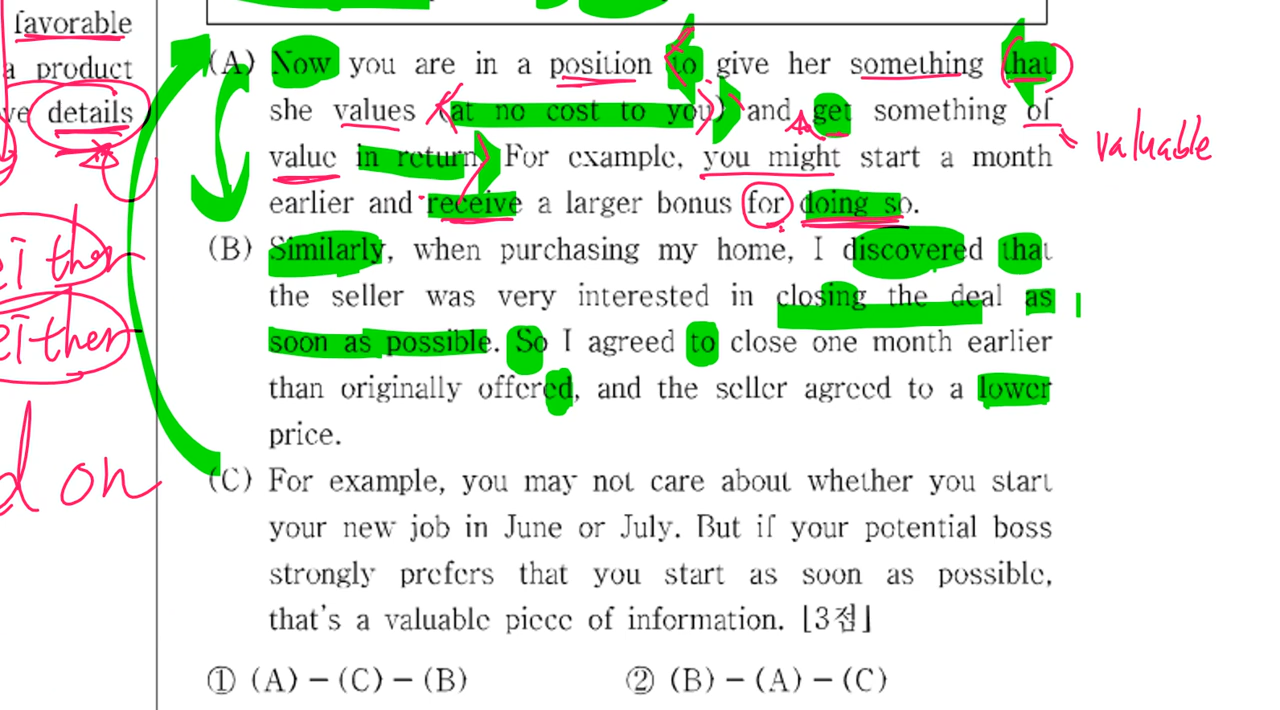 favorable
a product
ve details
(A) Now you are in a position to give her something that
she values (at no cost to you) and get something of
valuable
value in return. For example, you might start a month
earlier and receive a larger bonus for doing so.
(B) Similarly, when purchasing my home, I discovered that
the seller was very interested in closing the deal as
soon as possible. So I agreed to close one month earlier
than originally offered, and the seller agreed to a lower
price.
either
d on
(C) For example, you may not care about whether you start
your new job in June or July. But if your potential boss
strongly prefers that you start as soon as possible,
that's a valuable piece of information. [3점]
① (A) - (C) - (B) ② (B) - (A) - (C)